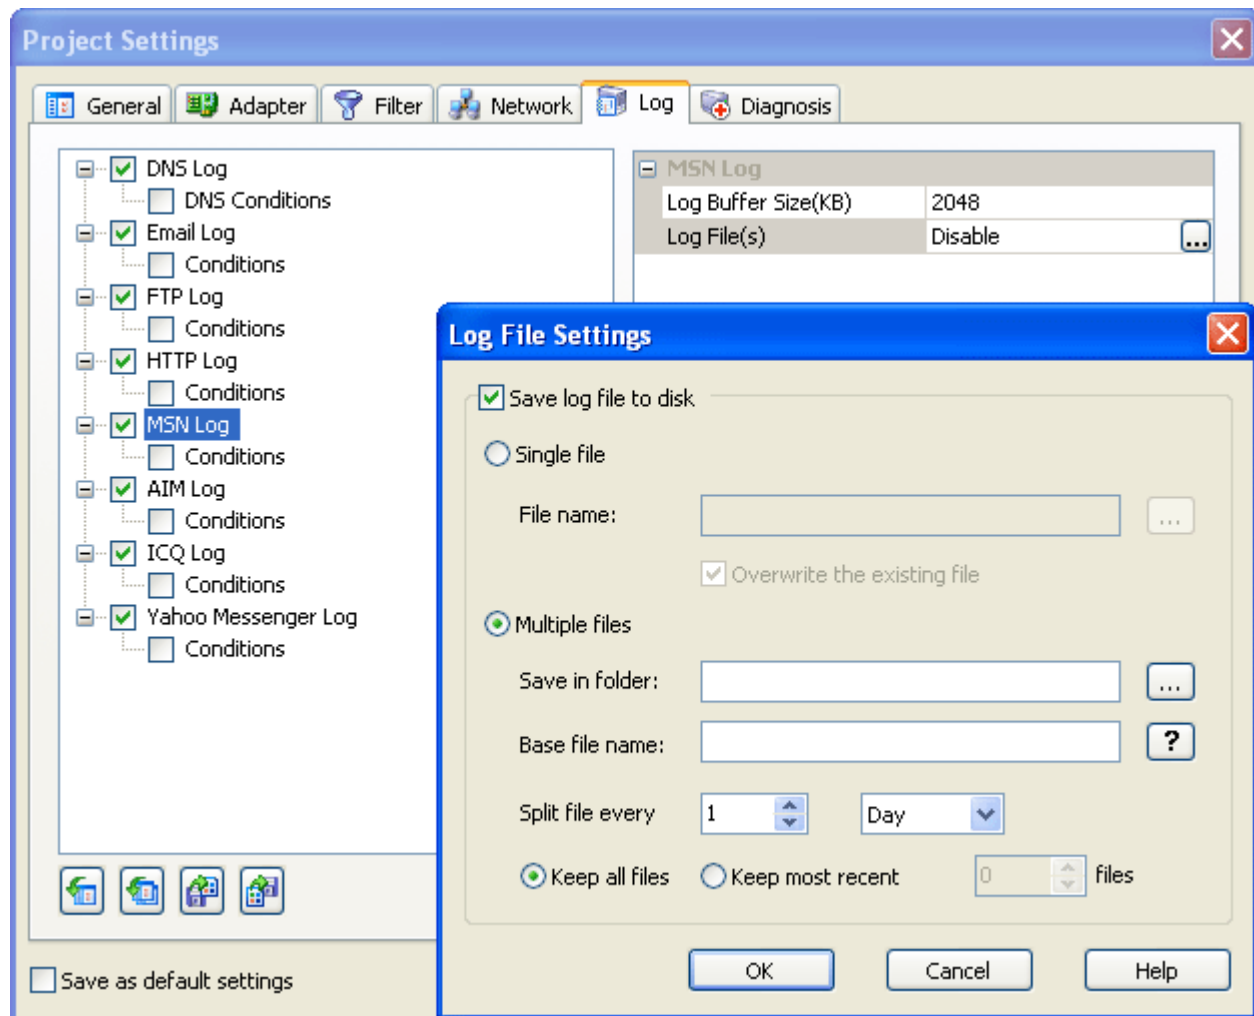 Project Settings
General Adapter Filter Network Log Diagnosis
DNS Log
DNS Conditions
Email Log
Conditions
FTP Log
Conditions
HTTP Log
Conditions
MSN Log
Conditions
AIM Log
Conditions
ICQ Log
Conditions
Yahoo Messenger Log
Conditions
MSN Log
Log Buffer Size(KB) 2048
Log File(s) Disable ...
Log File Settings
Save log file to disk
Single file
File name: ...
Overwrite the existing file
Multiple files
Save in folder: ...
Base file name: ?
Split file every 1 Day
Keep all files Keep most recent 0 files
OK Cancel Help
Save as default settings